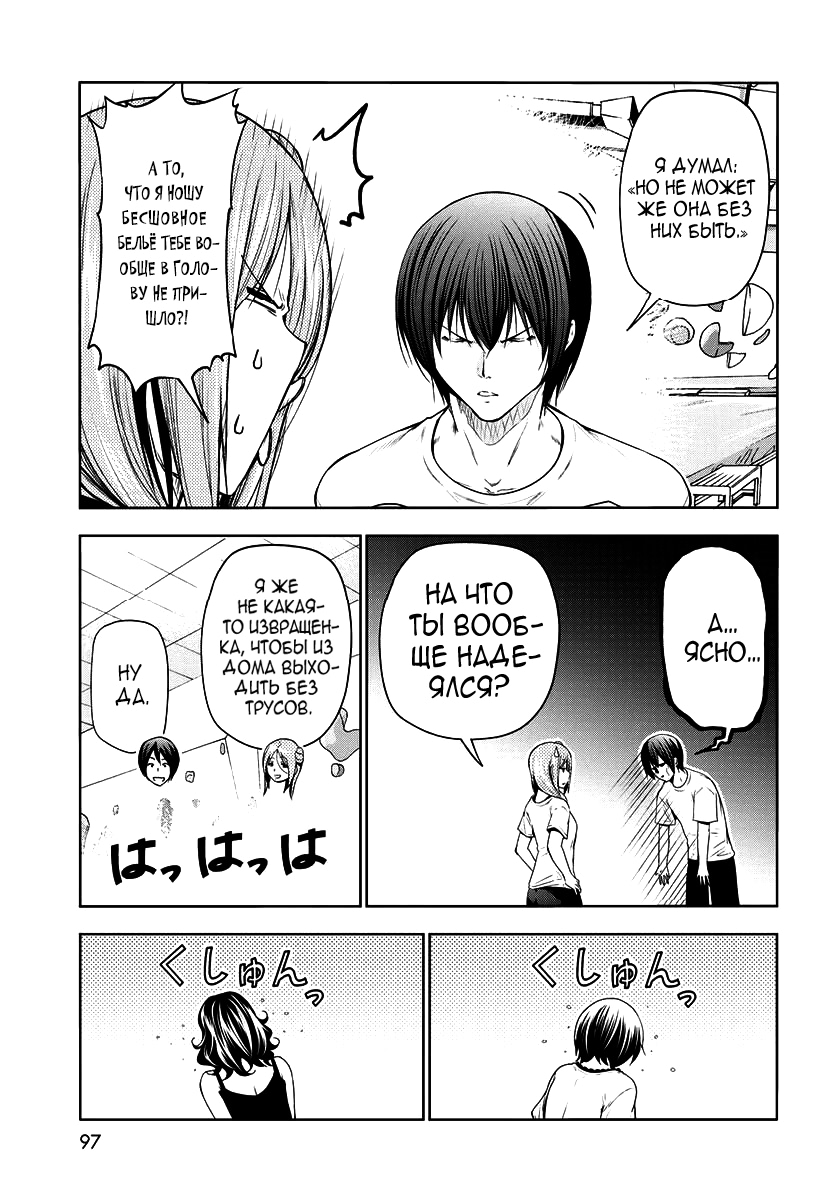 Я ДУМАЛ:
«НО НЕ МОЖЕТ
ЖЕ ОНА БЕЗ
НИХ БЫТЬ.»
А ТО,
ЧТО Я НОШУ
БЕСШОВНОЕ
БЕЛЬЁ ТЕБЕ ВО-
ОБЩЕ В ГОЛО-
ВУ НЕ ПРИ-
ШЛО?!
А...
ЯСНО...
НА ЧТО
ТЫ ВООБ-
ЩЕ НАДЕ-
ЯЛСЯ?
Я ЖЕ
НЕ КАКАЯ-
ТО ИЗВРАЩЕН-
КА, ЧТОБЫ ИЗ
ДОМА ВЫХО-
ДИТЬ БЕЗ
ТРУСОВ.
НУ
ДА.
はっはっは
くしゅんっ
くしゅんっ
97